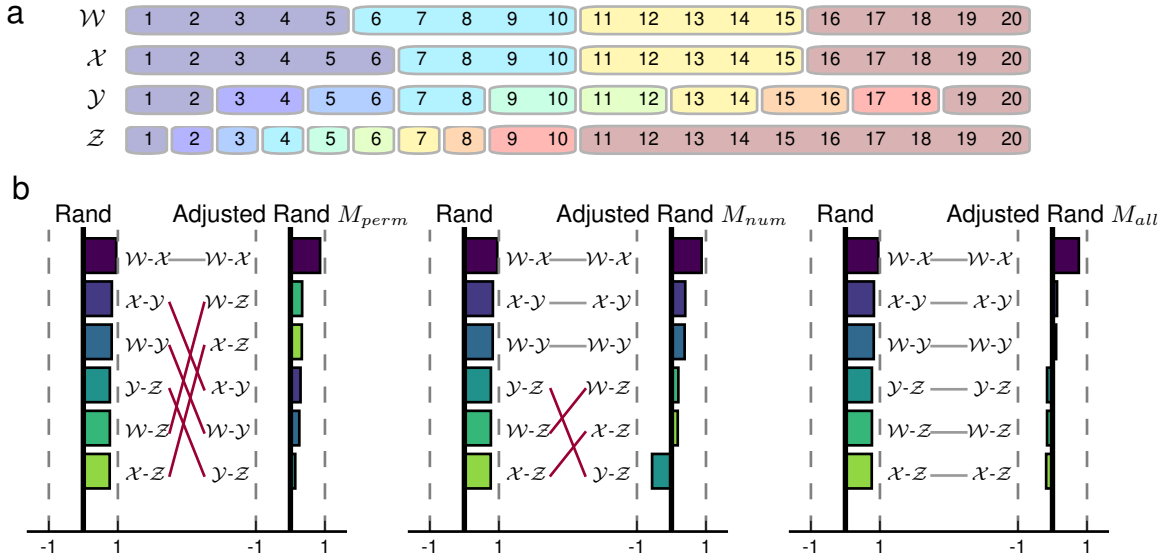 a
𝒲 1 2 3 4 5 6 7 8 9 10 11 12 13 14 15 16 17 18 19 20
𝒳 1 2 3 4 5 6 7 8 9 10 11 12 13 14 15 16 17 18 19 20
𝒴 1 2 3 4 5 6 7 8 9 10 11 12 13 14 15 16 17 18 19 20
𝒵 1 2 3 4 5 6 7 8 9 10 11 12 13 14 15 16 17 18 19 20
b
Rand Adjusted Rand M_perm
𝒲-𝒳 𝒲-𝒳
𝒳-𝒴 𝒲-𝒵
𝒲-𝒴 𝒳-𝒵
𝒴-𝒵 𝒳-𝒴
𝒲-𝒵 𝒲-𝒴
𝒳-𝒵 𝒴-𝒵
-1 1 -1 1
Rand Adjusted Rand M_num
𝒲-𝒳 𝒲-𝒳
𝒳-𝒴 𝒳-𝒴
𝒲-𝒴 𝒲-𝒴
𝒴-𝒵 𝒲-𝒵
𝒲-𝒵 𝒳-𝒵
𝒳-𝒵 𝒴-𝒵
-1 1 -1 1
Rand Adjusted Rand M_all
𝒲-𝒳 𝒲-𝒳
𝒳-𝒴 𝒳-𝒴
𝒲-𝒴 𝒲-𝒴
𝒴-𝒵 𝒴-𝒵
𝒲-𝒵 𝒲-𝒵
𝒳-𝒵 𝒳-𝒵
-1 1 -1 1